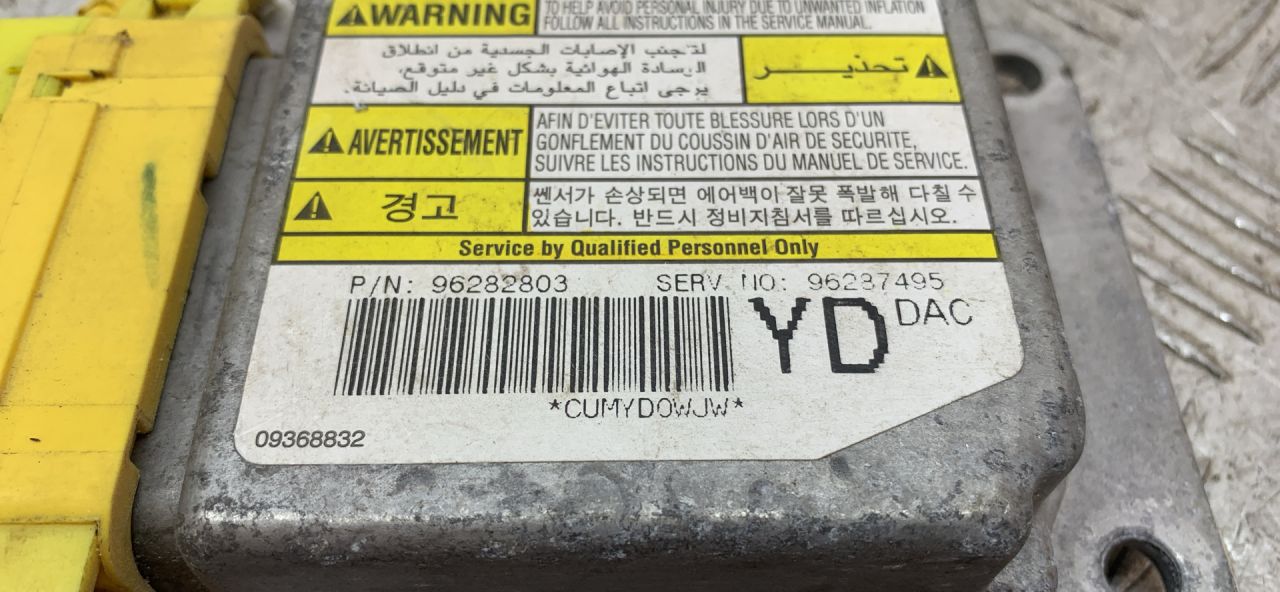 WARNING
TO HELP AVOID PERSONAL INJURY DUE TO UNWANTED INFLATION
FOLLOW ALL INSTRUCTIONS IN THE SERVICE MANUAL.
لتجنب الإصابات الجسدية من انطلاق
الوسادة الهوائية بشكل غير متوقع،
يرجى اتباع المعلومات في دليل الصيانة.
تحذير
AVERTISSEMENT
AFIN D'EVITER TOUTE BLESSURE LORS D'UN
GONFLEMENT DU COUSSIN D'AIR DE SECURITE,
SUIVRE LES INSTRUCTIONS DU MANUEL DE SERVICE.
경고
쎈서가 손상되면 에어백이 잘못 폭발해 다칠 수
있습니다. 반드시 정비지침서를 따르십시오.
Service by Qualified Personnel Only
P/N: 96282803 SERV. NO: 96287495
YD DAC
*CUMYD0WJW*
09368832